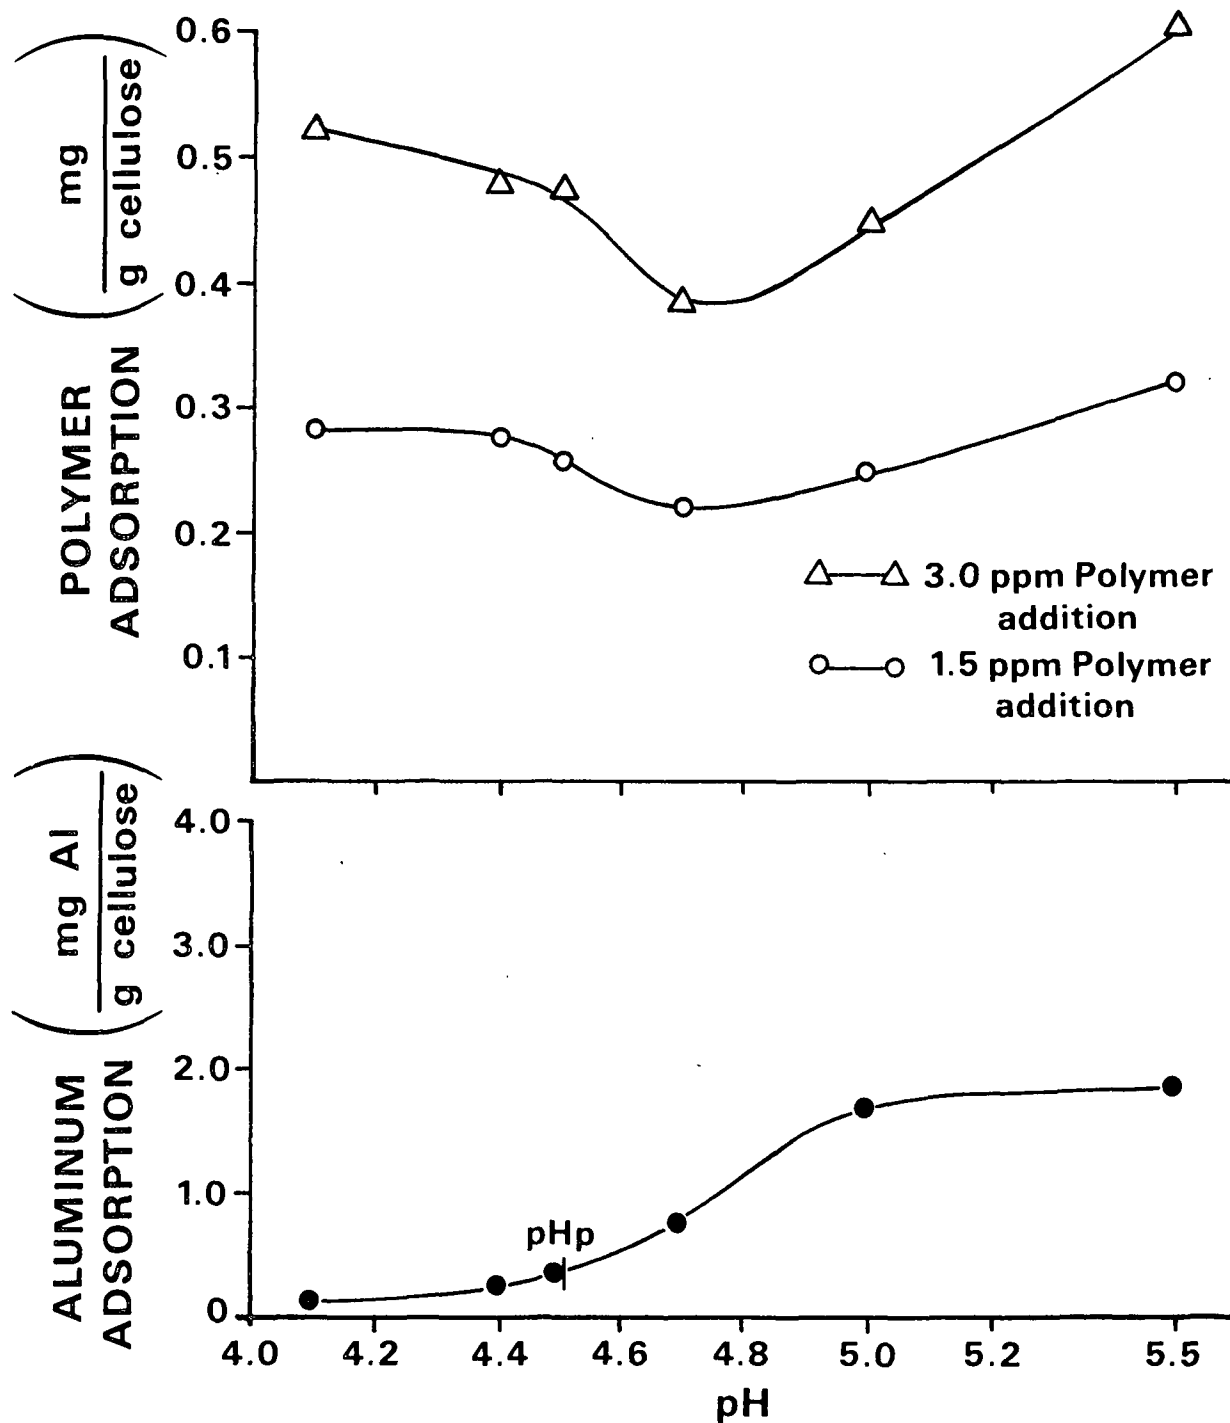 0.6
0.5
0.4
0.3
0.2
0.1
POLYMER
ADSORPTION
mg
g cellulose
3.0 ppm Polymer
addition
1.5 ppm Polymer
addition
4.0
3.0
2.0
1.0
0
ALUMINUM
ADSORPTION
mg Al
g cellulose
pHp
4.0 4.2 4.4 4.6 4.8 5.0 5.2 5.5
pH